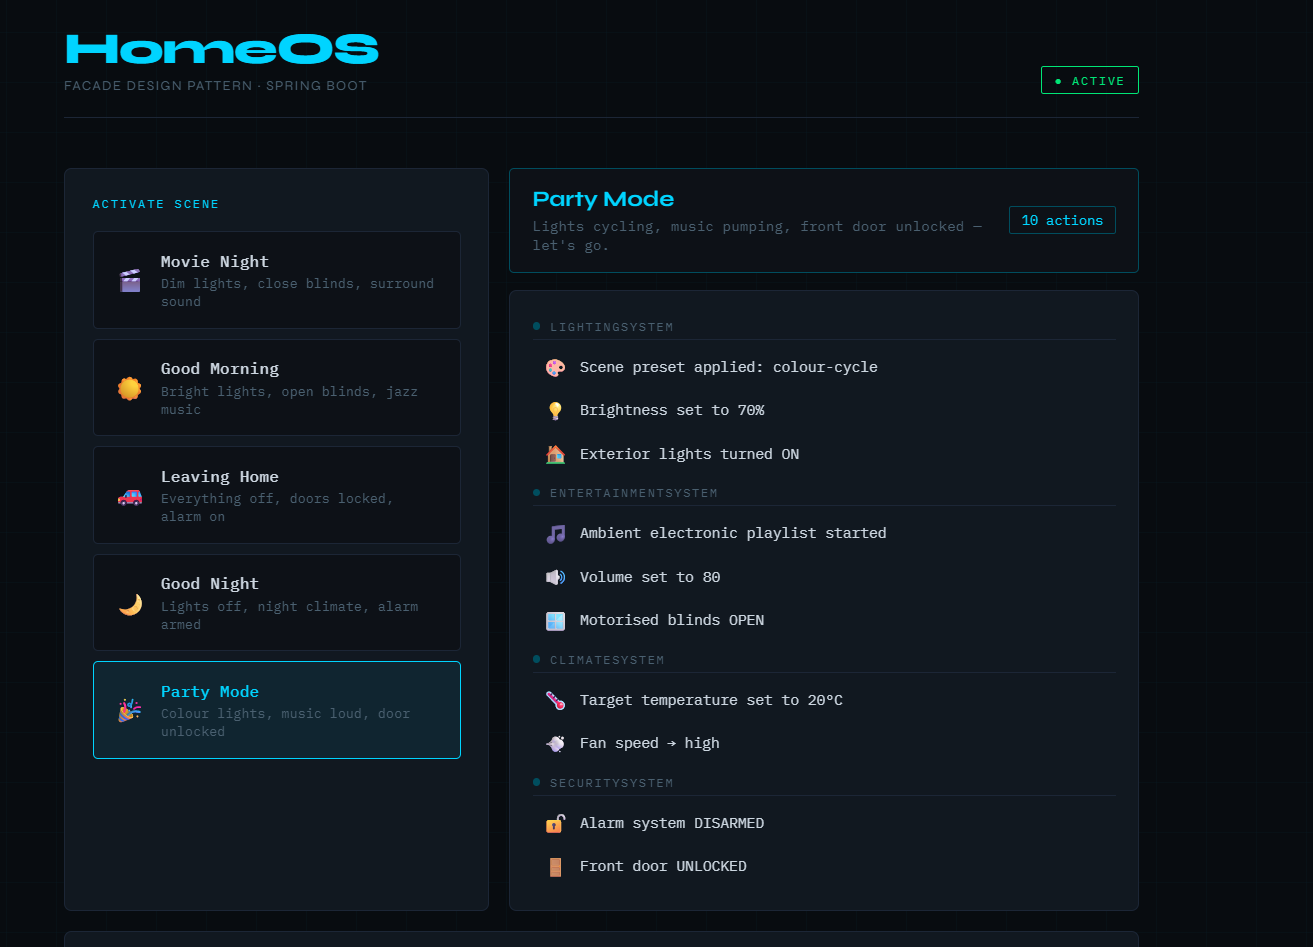 HomeOS
FACADE DESIGN PATTERN · SPRING BOOT
● ACTIVE
ACTIVATE SCENE
Movie Night
Dim lights, close blinds, surround
sound
Good Morning
Bright lights, open blinds, jazz
music
Leaving Home
Everything off, doors locked,
alarm on
Good Night
Lights off, night climate, alarm
armed
Party Mode
Colour lights, music loud, door
unlocked
Party Mode
Lights cycling, music pumping, front door unlocked —
let's go.
10 actions
LIGHTINGSYSTEM
Scene preset applied: colour-cycle
Brightness set to 70%
Exterior lights turned ON
ENTERTAINMENTSYSTEM
Ambient electronic playlist started
Volume set to 80
Motorised blinds OPEN
CLIMATESYSTEM
Target temperature set to 20°C
Fan speed → high
SECURITYSYSTEM
Alarm system DISARMED
Front door UNLOCKED